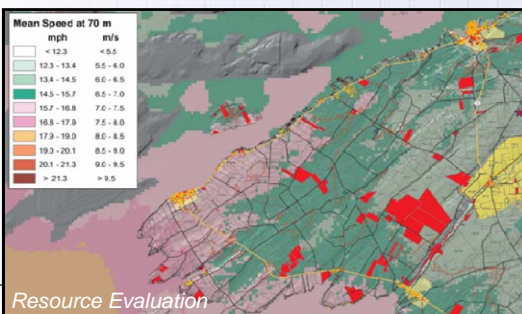 Mean Speed at 70 m
mph m/s
< 12.3 < 5.5
12.3 - 13.4 5.5 - 6.0
13.4 - 14.5 6.0 - 6.5
14.5 - 15.7 6.5 - 7.0
15.7 - 16.8 7.0 - 7.5
16.8 - 17.9 7.5 - 8.0
17.9 - 19.0 8.0 - 8.5
19.0 - 20.1 8.5 - 9.0
20.1 - 21.3 9.0 - 9.5
> 21.3 > 9.5
Resource Evaluation